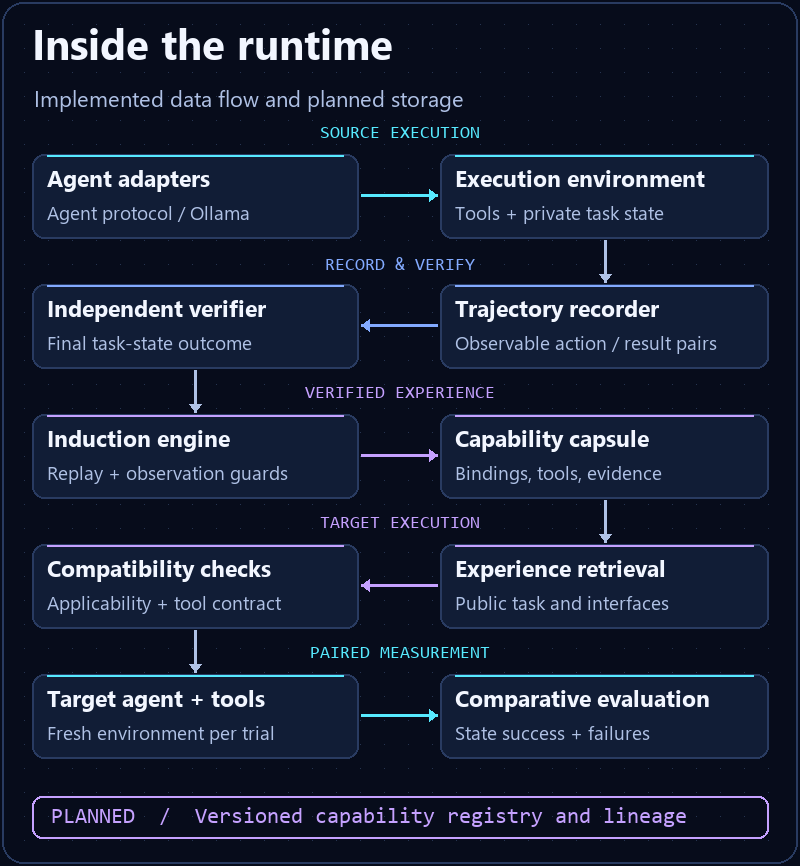 Inside the runtime
Implemented data flow and planned storage
SOURCE EXECUTION
Agent adapters
Agent protocol / Ollama
Execution environment
Tools + private task state
RECORD & VERIFY
Independent verifier
Final task-state outcome
Trajectory recorder
Observable action / result pairs
VERIFIED EXPERIENCE
Induction engine
Replay + observation guards
Capability capsule
Bindings, tools, evidence
TARGET EXECUTION
Compatibility checks
Applicability + tool contract
Experience retrieval
Public task and interfaces
PAIRED MEASUREMENT
Target agent + tools
Fresh environment per trial
Comparative evaluation
State success + failures
PLANNED / Versioned capability registry and lineage